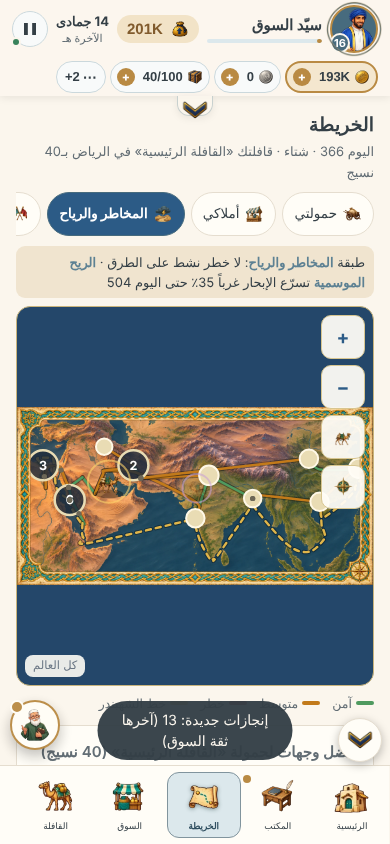 سيّد السوق
16
201K
14 جمادى
الآخرة هـ
193K +
0 +
40/100 +
+2 ⋯
الخريطة
اليوم 366 · شتاء · قافلتك «القافلة الرئيسية» في الرياض بـ40
نسيج
حمولتي
أملاكي
المخاطر والرياح
طبقة المخاطر والرياح: لا خطر نشط على الطرق · الريح
الموسمية تسرّع الإبحار غرباً 35٪ حتى اليوم 504
+
−
3
2
كل العالم
آمن
إنجازات جديدة: 13 (آخرها
ثقة السوق)
(40 نسيج)
الرئيسية
المكتب
الخريطة
السوق
القافلة